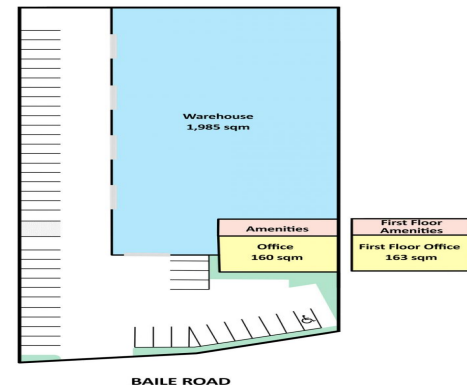 Warehouse
1,985 sqm
Amenities
Office
160 sqm
First Floor
Amenities
First Floor Office
163 sqm
BAILE ROAD